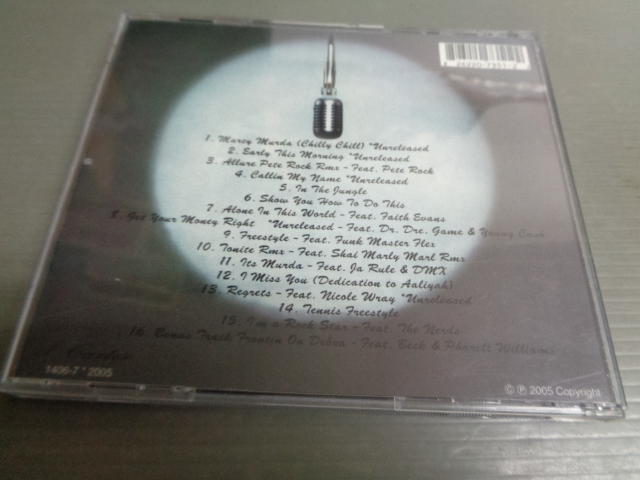 1. Marcy Murda (Chilly Chill) *Unreleased
2. Early This Morning *Unreleased
3. Allure Pete Rock Rmx - Feat. Pete Rock
4. Callin My Name *Unreleased
5. In The Jungle
6. Show You How To Do This
7. Alone In This World - Feat. Faith Evans
8. Get Your Money Right *Unreleased - Feat. Dr. Dre, Game & Young Cash
9. Freestyle - Feat. Funk Master Flex
10. Tonite Rmx - Feat. Shai Marly Marl Rmx
11. Its Murda - Feat. Ja Rule & DMX
12. I Miss You (Dedication to Aaliyah)
13. Regrets - Feat. Nicole Wray *Unreleased
14. Tennis Freestyle
15. I'm a Rock Star - Feat. The Nerds
16. Bonus Track Frontin On Debra - Feat. Beck & Pharell Williams
1436-7 * 2005
© ℗ 2005 Copyright